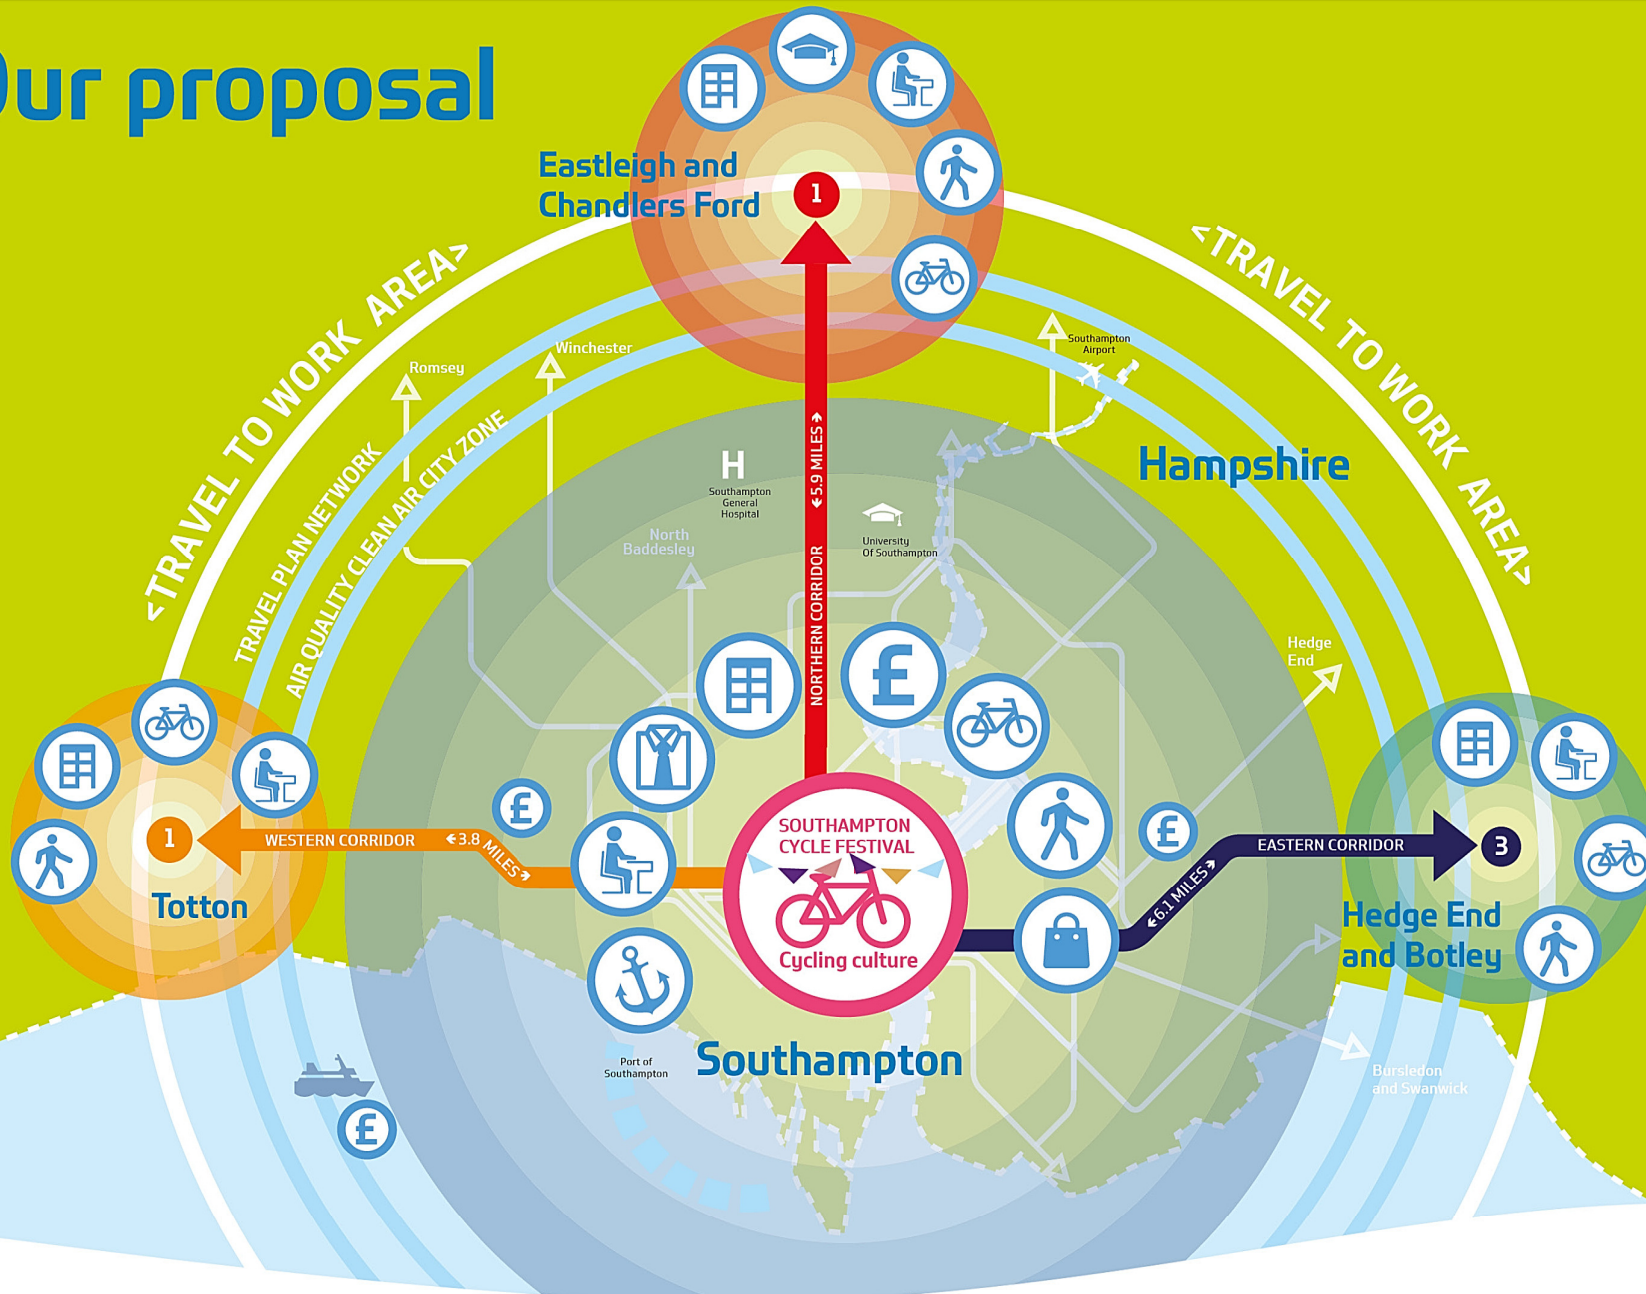 Our proposal
Eastleigh and
Chandlers Ford
1
<TRAVEL TO WORK AREA>
<TRAVEL TO WORK AREA>
TRAVEL PLAN NETWORK
AIR QUALITY CLEAN AIR CITY ZONE
Romsey
Winchester
Southampton
Airport
Hampshire
H
Southampton
General
Hospital
North
Baddesley
University
Of Southampton
NORTHERN CORRIDOR
5.9 MILES
Hedge
End
£
£
£
£
1
WESTERN CORRIDOR
3.8 MILES
Totton
SOUTHAMPTON
CYCLE FESTIVAL
Cycling culture
6.1 MILES
EASTERN CORRIDOR
3
Hedge End
and Botley
Port of
Southampton
Southampton
Bursledon
and Swanwick